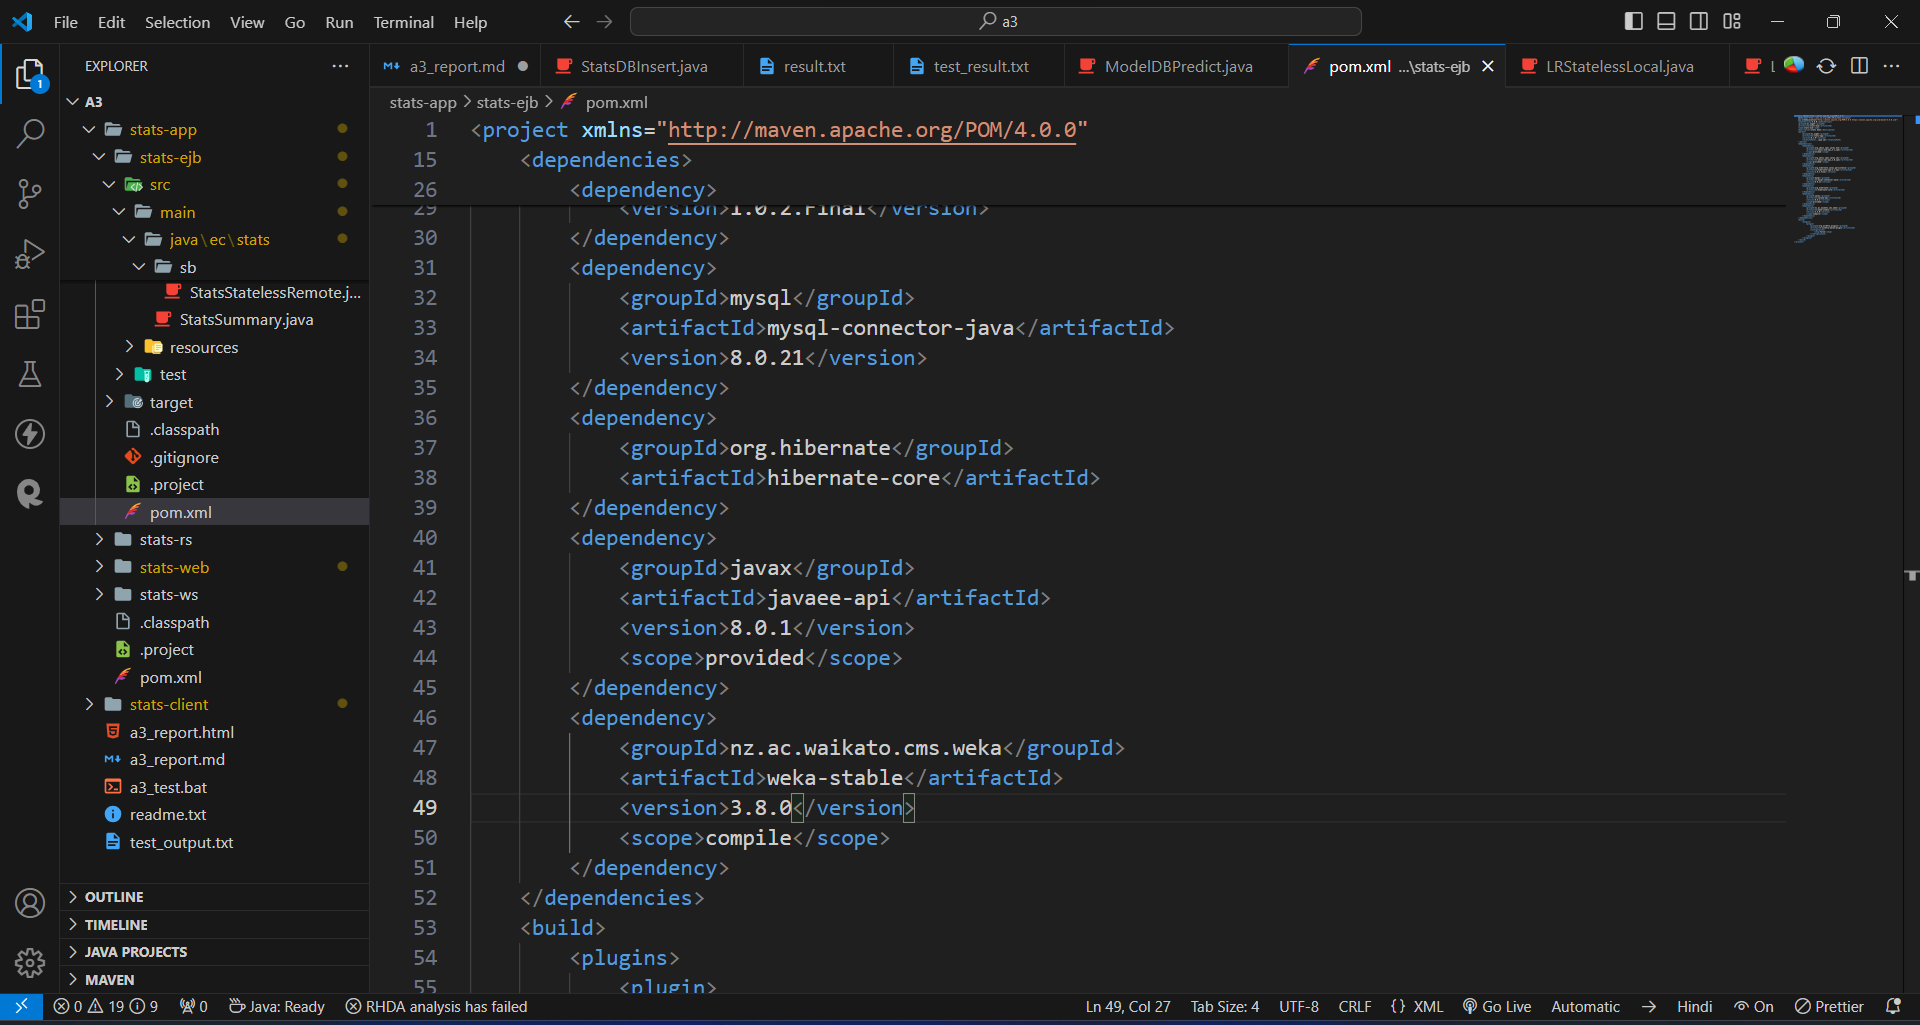 File Edit Selection View Go Run Terminal Help
a3
EXPLORER
a3_report.md
StatsDBInsert.java
result.txt
test_result.txt
ModelDBPredict.java
pom.xml ...\stats-ejb
LRStatelessLocal.java
L
1
A3
stats-app
stats-ejb
src
main
java\ec\stats
sb
StatsStatelessRemote.j...
StatsSummary.java
resources
test
target
.classpath
.gitignore
.project
pom.xml
stats-rs
stats-web
stats-ws
.classpath
.project
pom.xml
stats-client
a3_report.html
a3_report.md
a3_test.bat
readme.txt
test_output.txt
OUTLINE
TIMELINE
JAVA PROJECTS
MAVEN
stats-app > stats-ejb > pom.xml
1 <project xmlns="http://maven.apache.org/POM/4.0.0"
15 <dependencies>
26 <dependency>
29 <version>1.0.2.Final</version>
30 </dependency>
31 <dependency>
32 <groupId>mysql</groupId>
33 <artifactId>mysql-connector-java</artifactId>
34 <version>8.0.21</version>
35 </dependency>
36 <dependency>
37 <groupId>org.hibernate</groupId>
38 <artifactId>hibernate-core</artifactId>
39 </dependency>
40 <dependency>
41 <groupId>javax</groupId>
42 <artifactId>javaee-api</artifactId>
43 <version>8.0.1</version>
44 <scope>provided</scope>
45 </dependency>
46 <dependency>
47 <groupId>nz.ac.waikato.cms.weka</groupId>
48 <artifactId>weka-stable</artifactId>
49 <version>3.8.0</version>
50 <scope>compile</scope>
51 </dependency>
52 </dependencies>
53 <build>
54 <plugins>
55 <plugin>
0 19 9 0 Java: Ready RHDA analysis has failed
Ln 49, Col 27 Tab Size: 4 UTF-8 CRLF {} XML Go Live Automatic Hindi On Prettier